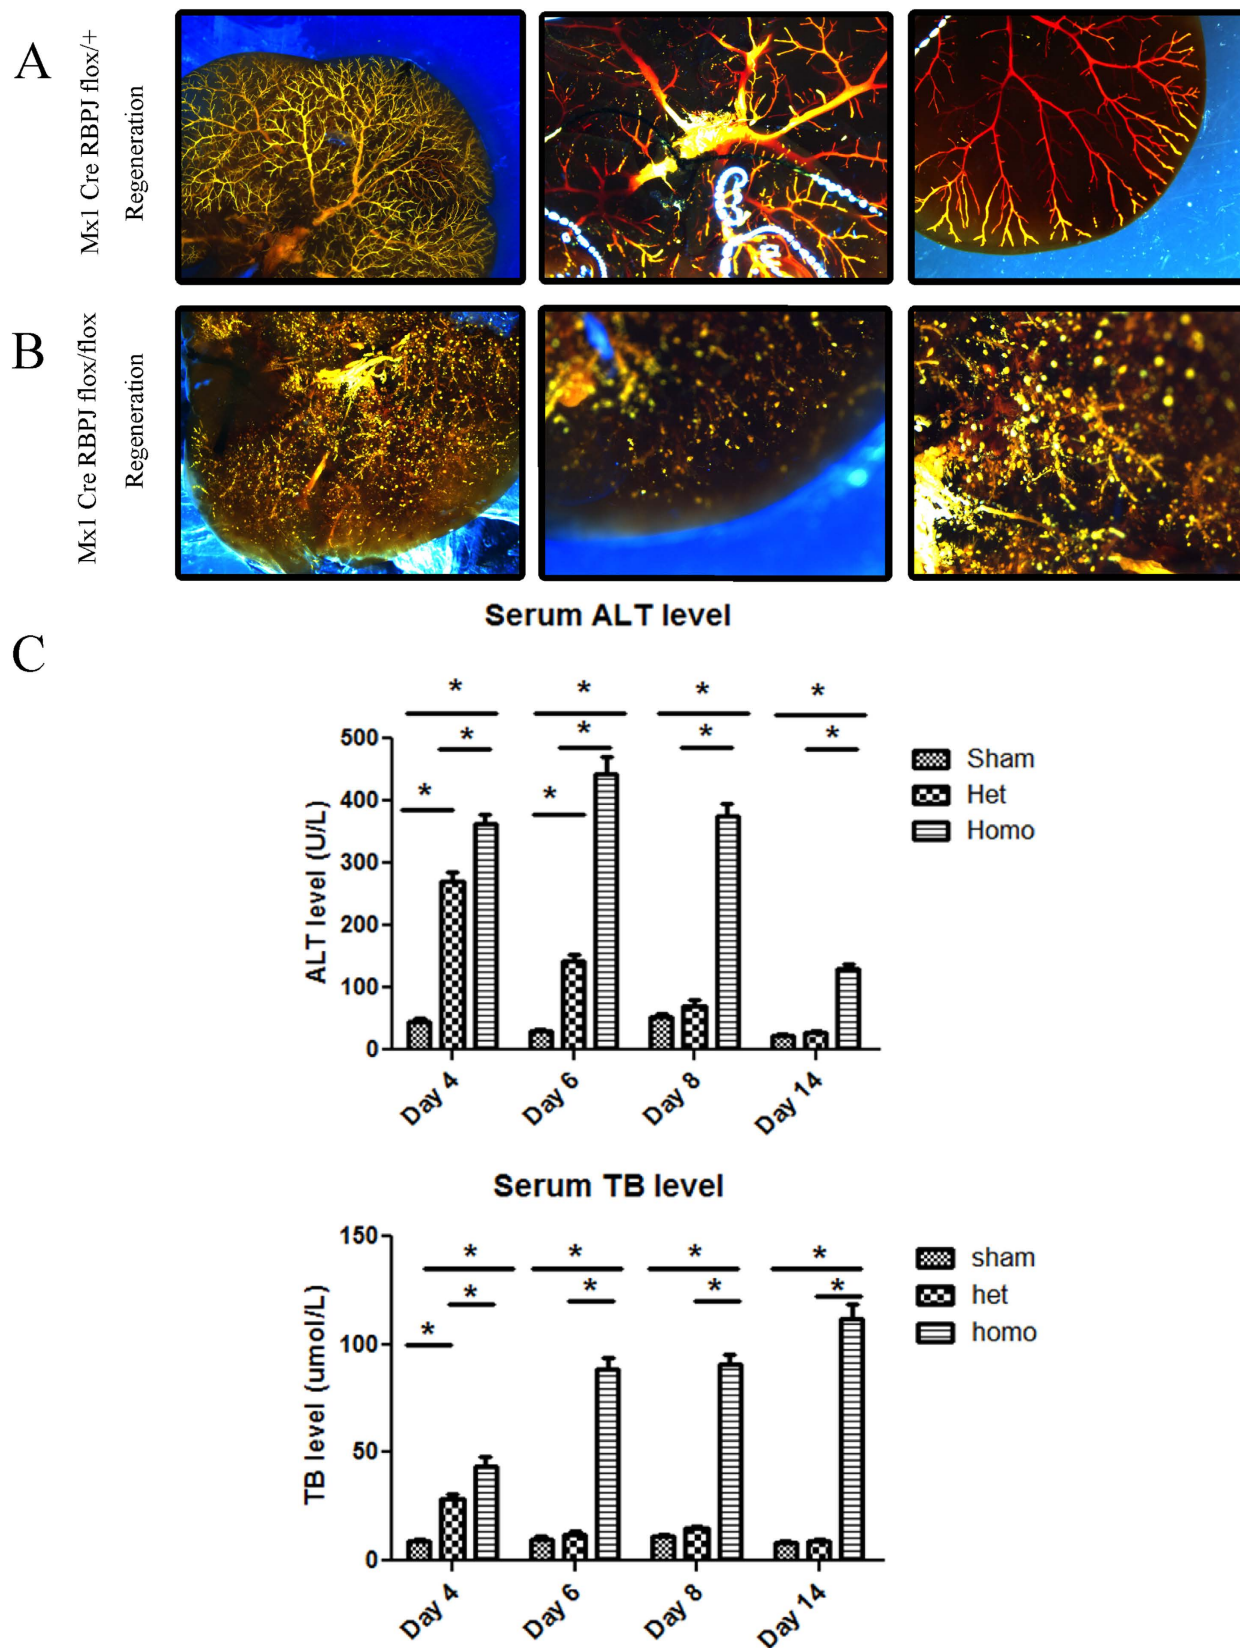 A
Mx1 Cre RBPJ flox/+
Regeneration
B
Mx1 Cre RBPJ flox/flox
Regeneration
C
Serum ALT level
* * * *
* * * *
* *
ALT level (U/L)
500
400
300
200
100
0
Day 4 Day 6 Day 8 Day 14
Sham
Het
Homo
Serum TB level
* * * *
* * * *
*
TB level (umol/L)
150
100
50
0
Day 4 Day 6 Day 8 Day 14
sham
het
homo